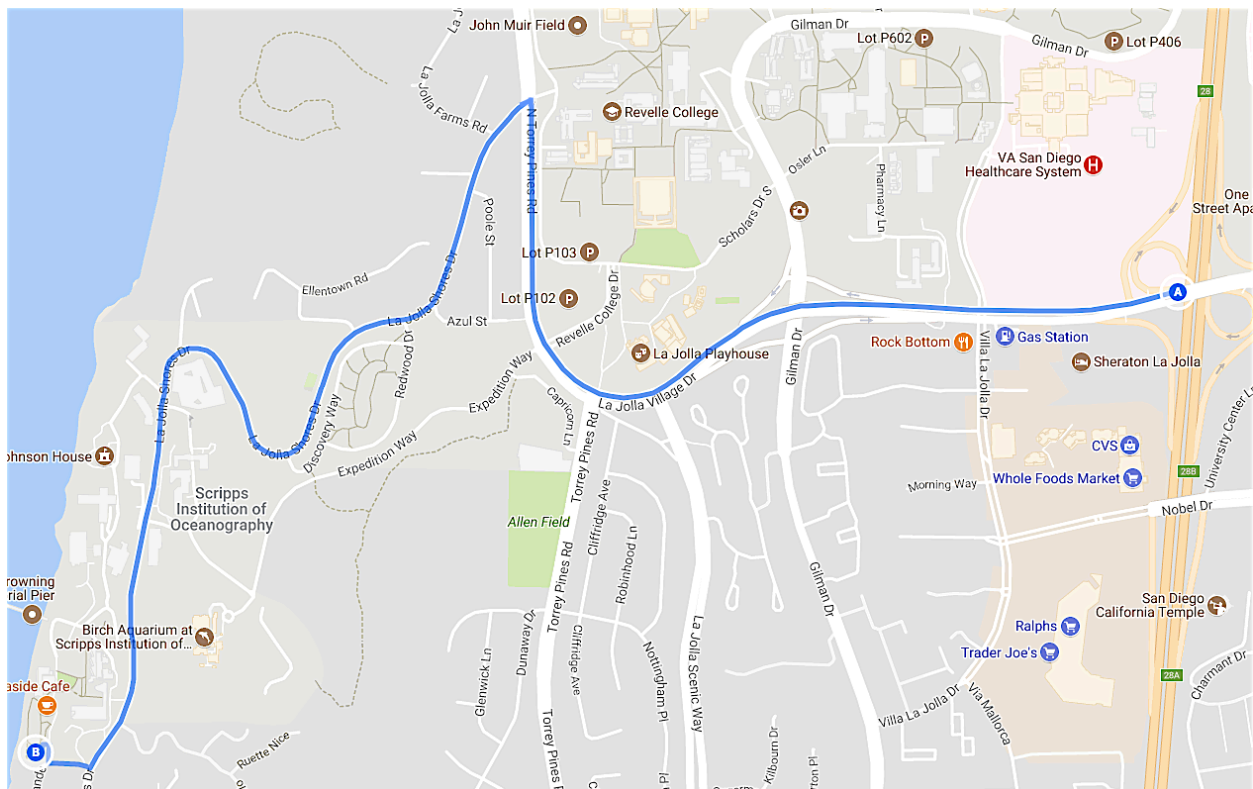 Gilman Dr
John Muir Field
La J
Lot P602
Gilman Dr
Lot P406
La Jolla Farms Rd
28
N Torrey Pines Rd
Revelle College
Osler Ln
VA San Diego
Healthcare System
H
Pharmacy Ln
One
Street Apa
Poole St
Scholars Dr S
Lot P103
La Jolla Shores Dr
Ellentown Rd
A
Lot P102
Revelle College Dr
Azul St
Redwood Dr
Gilman Dr
Rock Bottom
Gas Station
La Jolla Playhouse
Sheraton La Jolla
Villa La Jolla Dr
La Jolla Shores Dr
Expedition Way
La Jolla Village Dr
Capricorn Ln
University Center Ln
La Jolla Shores Dr
Discovery Way
Expedition Way
Torrey Pines Rd
CVS
Johnson House
28B
Whole Foods Market
Morning Way
Scripps
Institution of
Oceanography
Cliffridge Ave
Nobel Dr
Allen Field
Torrey Pines Rd
Robinhood Ln
Gilman Dr
rowning
rial Pier
San Diego
California Temple
Ralphs
Birch Aquarium at
Scripps Institution of...
Dunaway Dr
Cliffridge Ave
Nottingham Pl
La Jolla Scenic Way
Trader Joe's
Glenwick Ln
28A
Charmant Dr
aside Cafe
Villa La Jolla Dr
Via Mallorca
Torrey Pines R
Ruette Nice
Kilbourn Dr
B
s Dr